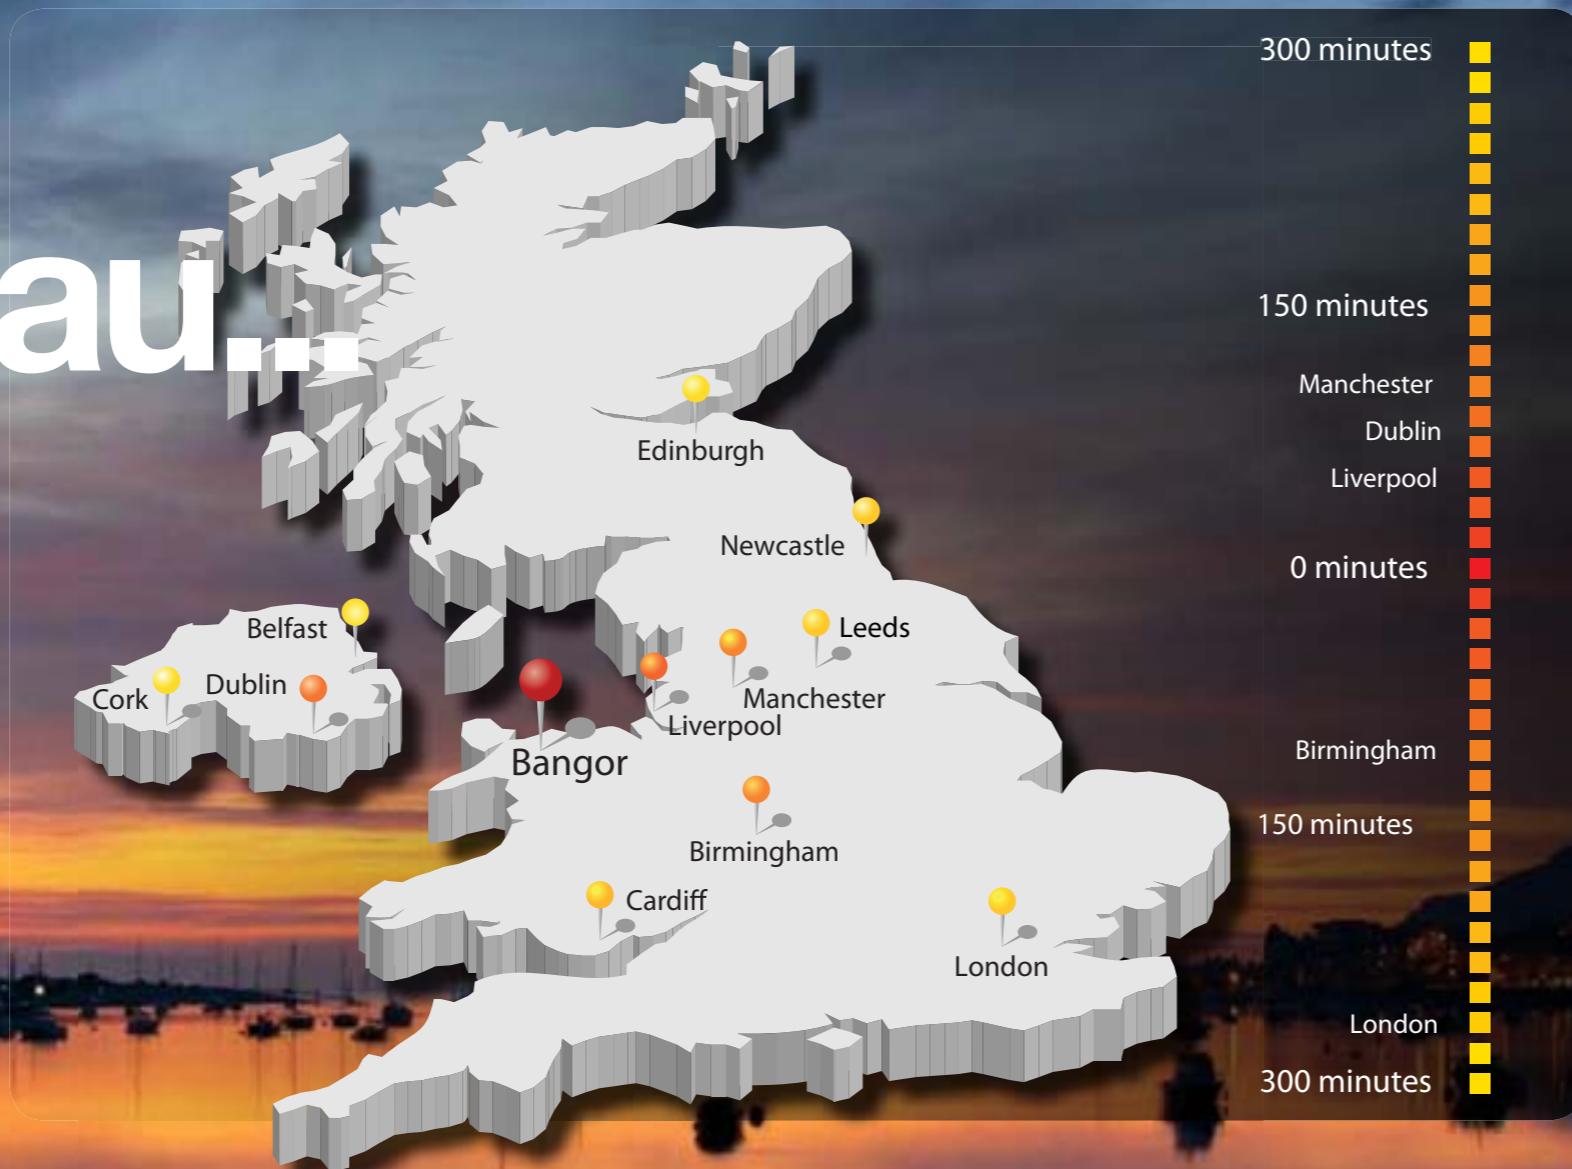 au...
Edinburgh
Newcastle
Belfast
Leeds
Cork
Dublin
Manchester
Liverpool
Bangor
Birmingham
Cardiff
London
300 minutes
150 minutes
Manchester
Dublin
Liverpool
0 minutes
Birmingham
150 minutes
London
300 minutes